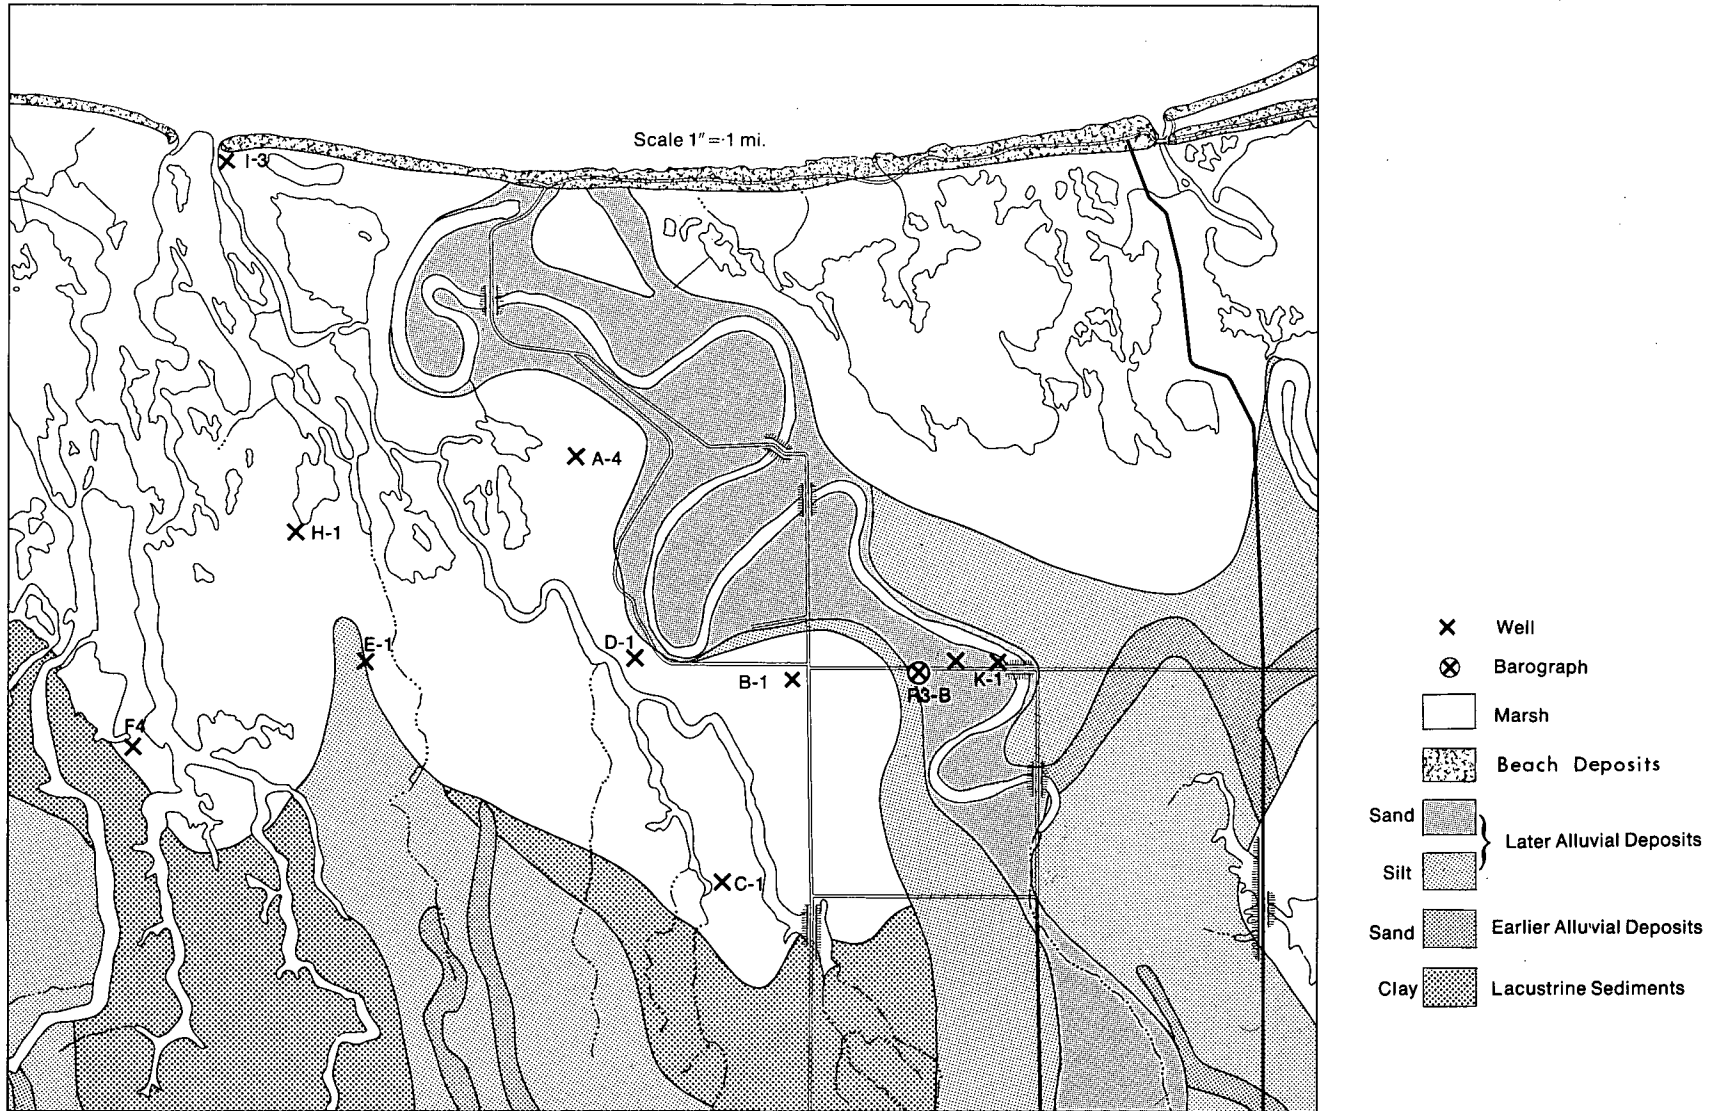 Scale 1" = ·1 mi.
I-3
A-4
H-1
E-1
D-1
B-1
R3-B
K-1
F4
C-1
Well
Barograph
Marsh
Beach Deposits
Sand
Later Alluvial Deposits
Silt
Sand Earlier Alluvial Deposits
Clay Lacustrine Sediments